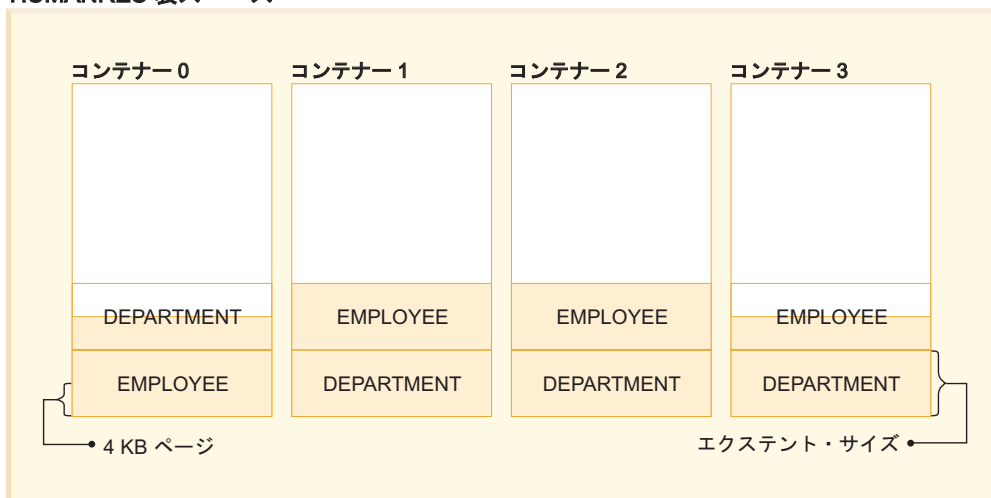 コンテナー 0
コンテナー 1
コンテナー 2
コンテナー 3
DEPARTMENT
EMPLOYEE
EMPLOYEE
EMPLOYEE
EMPLOYEE
DEPARTMENT
DEPARTMENT
DEPARTMENT
4 KB ページ
エクステント・サイズ